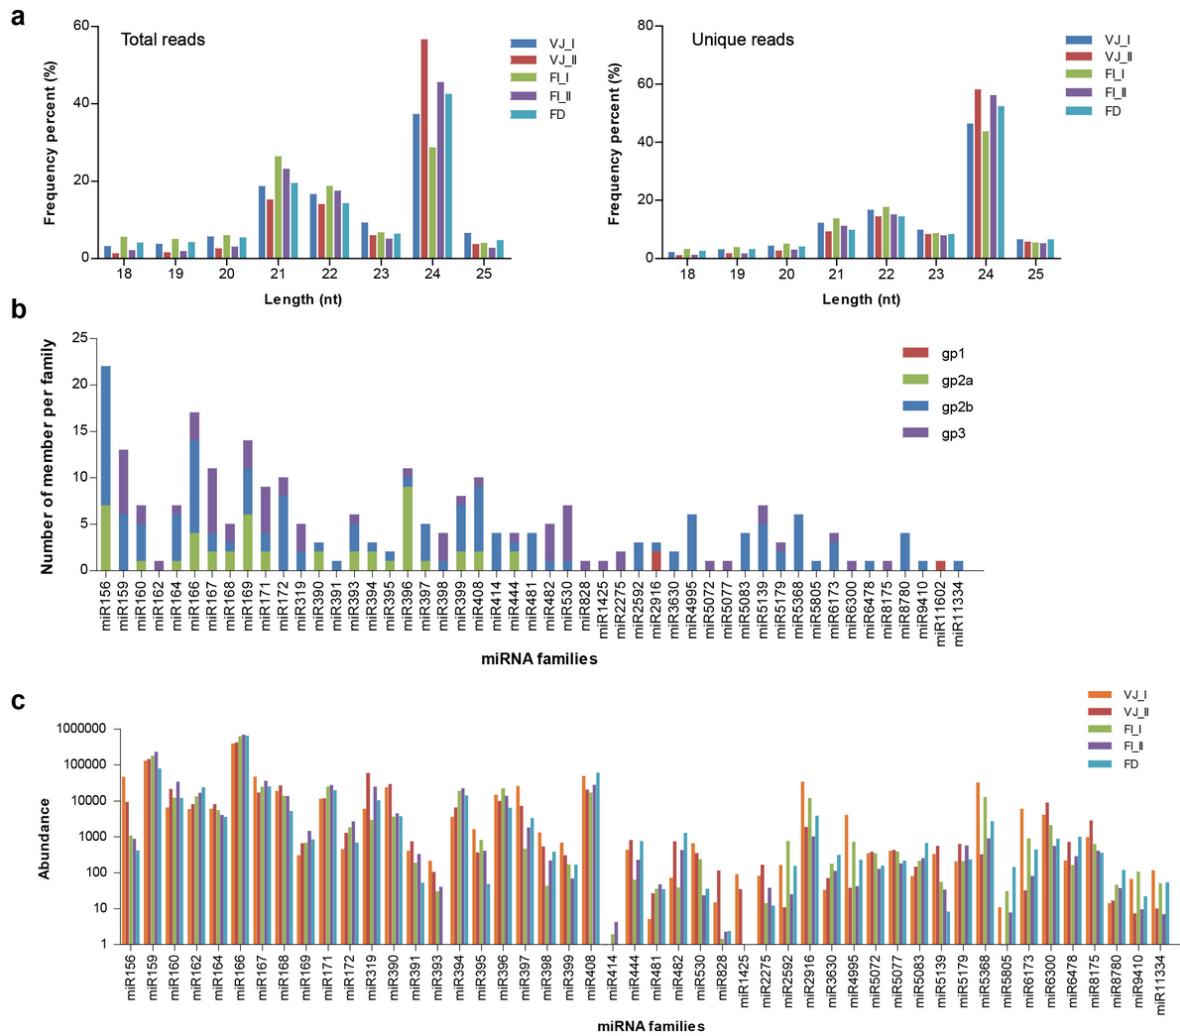 a
Total reads
Frequency percent (%)
60
40
20
0
18 19 20 21 22 23 24 25
Length (nt)
VJ_I
VJ_II
FI_I
FI_II
FD
Unique reads
Frequency percent (%)
80
60
40
20
0
18 19 20 21 22 23 24 25
Length (nt)
VJ_I
VJ_II
FI_I
FI_II
FD
b
Number of member per family
25
20
15
10
5
0
gp1
gp2a
gp2b
gp3
miR156 miR159 miR160 miR162 miR164 miR166 miR167 miR168 miR169 miR171 miR172 miR319 miR390 miR391 miR393 miR394 miR395 miR396 miR397 miR398 miR399 miR408 miR414 miR444 miR481 miR482 miR530 miR828 miR1425 miR2275 miR2592 miR2916 miR3630 miR4995 miR5072 miR5077 miR5083 miR5139 miR5179 miR5368 miR5805 miR6173 miR6300 miR6478 miR8175 miR8780 miR9410 miR11602 miR11334
miRNA families
c
Abundance
1000000
100000
10000
1000
100
10
1
VJ_I
VJ_II
FI_I
FI_II
FD
miR156 miR159 miR160 miR162 miR164 miR166 miR167 miR168 miR169 miR171 miR172 miR319 miR390 miR391 miR393 miR394 miR395 miR396 miR397 miR398 miR399 miR408 miR414 miR444 miR481 miR482 miR530 miR828 miR1425 miR2275 miR2592 miR2916 miR3630 miR4995 miR5072 miR5077 miR5083 miR5139 miR5179 miR5368 miR5805 miR6173 miR6300 miR6478 miR8175 miR8780 miR9410 miR11334
miRNA families